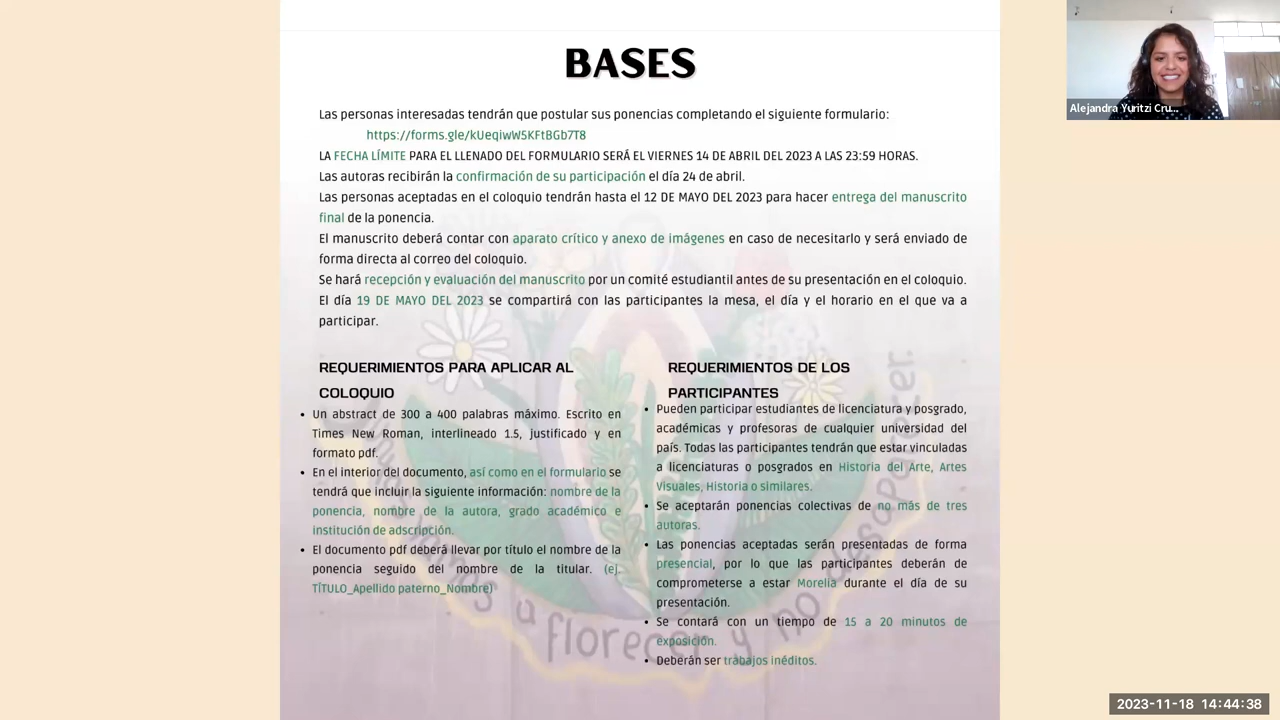 BASES
Las personas interesadas tendrán que postular sus ponencias completando el siguiente formulario:
https://forms.gle/kUeqiwW5KFtBGb7T8
LA FECHA LÍMITE PARA EL LLENADO DEL FORMULARIO SERÁ EL VIERNES 14 DE ABRIL DEL 2023 A LAS 23:59 HORAS.
Las autoras recibirán la confirmación de su participación el día 24 de abril.
Las personas aceptadas en el coloquio tendrán hasta el 12 DE MAYO DEL 2023 para hacer entrega del manuscrito
final de la ponencia.
El manuscrito deberá contar con aparato crítico y anexo de imágenes en caso de necesitarlo y será enviado de
forma directa al correo del coloquio.
Se hará recepción y evaluación del manuscrito por un comité estudiantil antes de su presentación en el coloquio.
El día 19 DE MAYO DEL 2023 se compartirá con las participantes la mesa, el día y el horario en el que va a
participar.
REQUERIMIENTOS PARA APLICAR AL
COLOQUIO
• Un abstract de 300 a 400 palabras máximo. Escrito en
Times New Roman, interlineado 1.5, justificado y en
formato pdf.
• En el interior del documento, así como en el formulario se
tendrá que incluir la siguiente información: nombre de la
ponencia, nombre de la autora, grado académico e
institución de adscripción.
• El documento pdf deberá llevar por título el nombre de la
ponencia seguido del nombre de la titular. (ej.
TÍTULO_Apellido paterno_Nombre)
REQUERIMIENTOS DE LOS
PARTICIPANTES
• Pueden participar estudiantes de licenciatura y posgrado,
académicas y profesoras de cualquier universidad del
país. Todas las participantes tendrán que estar vinculadas
a licenciaturas o posgrados en Historia del Arte, Artes
Visuales, Historia o similares.
• Se aceptarán ponencias colectivas de no más de tres
autoras.
• Las ponencias aceptadas serán presentadas de forma
presencial, por lo que las participantes deberán de
comprometerse a estar Morelia durante el día de su
presentación.
• Se contará con un tiempo de 15 a 20 minutos de
exposición.
• Deberán ser trabajos inéditos.
a florecer y no desaparecer
Alejandra Yuritzi Cru...
2023-11-18 14:44:38